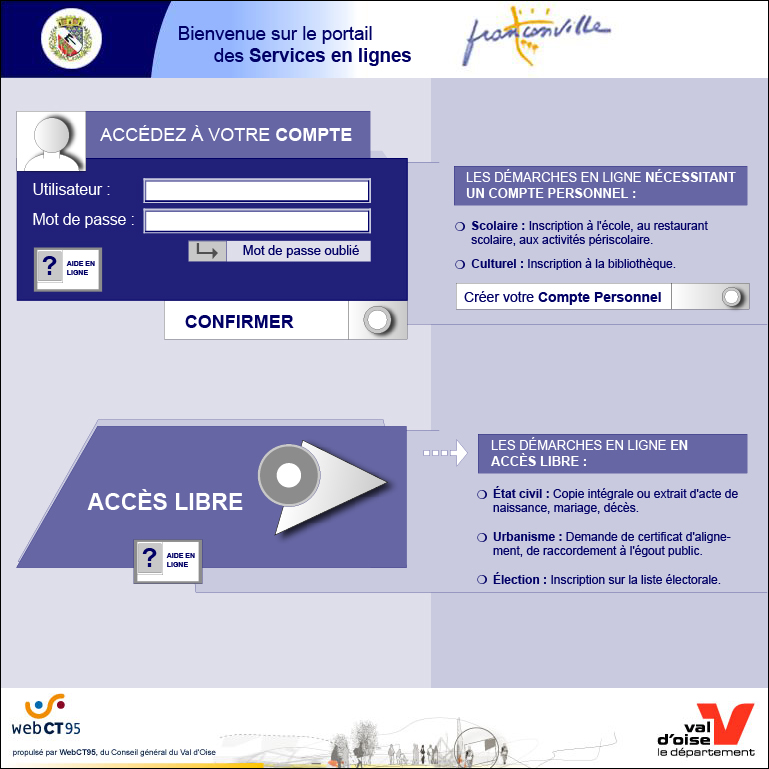 Bienvenue sur le portail
des Services en lignes
franconville
ACCÉDEZ À VOTRE COMPTE
Utilisateur :
Mot de passe :
Mot de passe oublié
? AIDE EN
LIGNE
CONFIRMER
LES DÉMARCHES EN LIGNE NÉCESSITANT
UN COMPTE PERSONNEL :
Scolaire : Inscription à l'école, au restaurant
scolaire, aux activités périscolaire.
Culturel : Inscription à la bibliothèque.
Créer votre Compte Personnel
ACCÈS LIBRE
? AIDE EN
LIGNE
LES DÉMARCHES EN LIGNE EN
ACCÈS LIBRE :
État civil : Copie intégrale ou extrait d'acte de
naissance, mariage, décès.
Urbanisme : Demande de certificat d'aligne-
ment, de raccordement à l'égout public.
Élection : Inscription sur la liste électorale.
webCT95
propulsé par WebCT95, du Conseil général du Val d'Oise
val
d'oise
le département